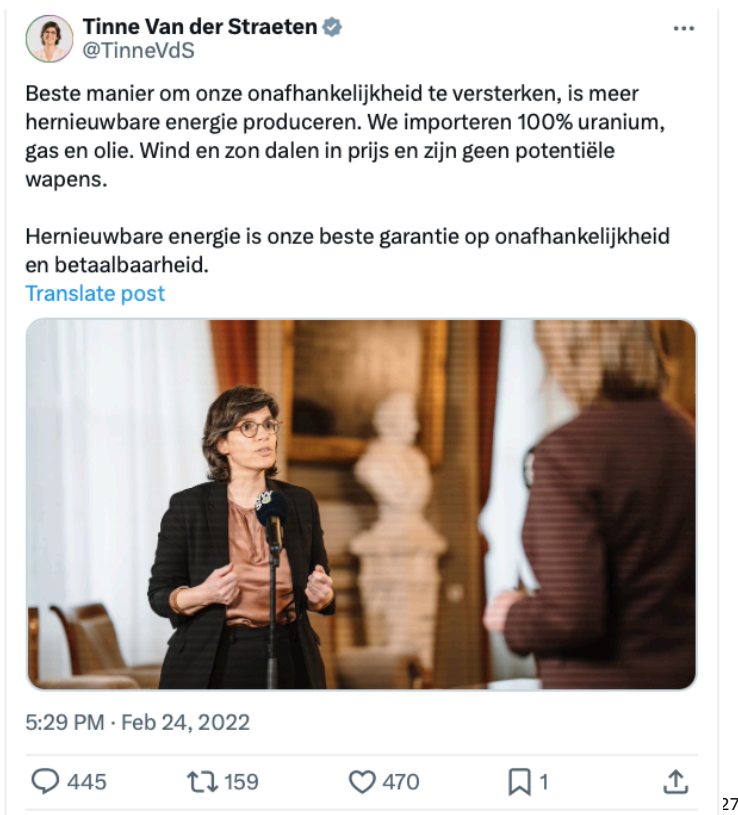 Tinne Van der Straeten
@TinneVdS
Beste manier om onze onafhankelijkheid te versterken, is meer
hernieuwbare energie produceren. We importeren 100% uranium,
gas en olie. Wind en zon dalen in prijs en zijn geen potentiële
wapens.
Hernieuwbare energie is onze beste garantie op onafhankelijkheid
en betaalbaarheid.
Translate post
5:29 PM · Feb 24, 2022
445 159 470 1
27